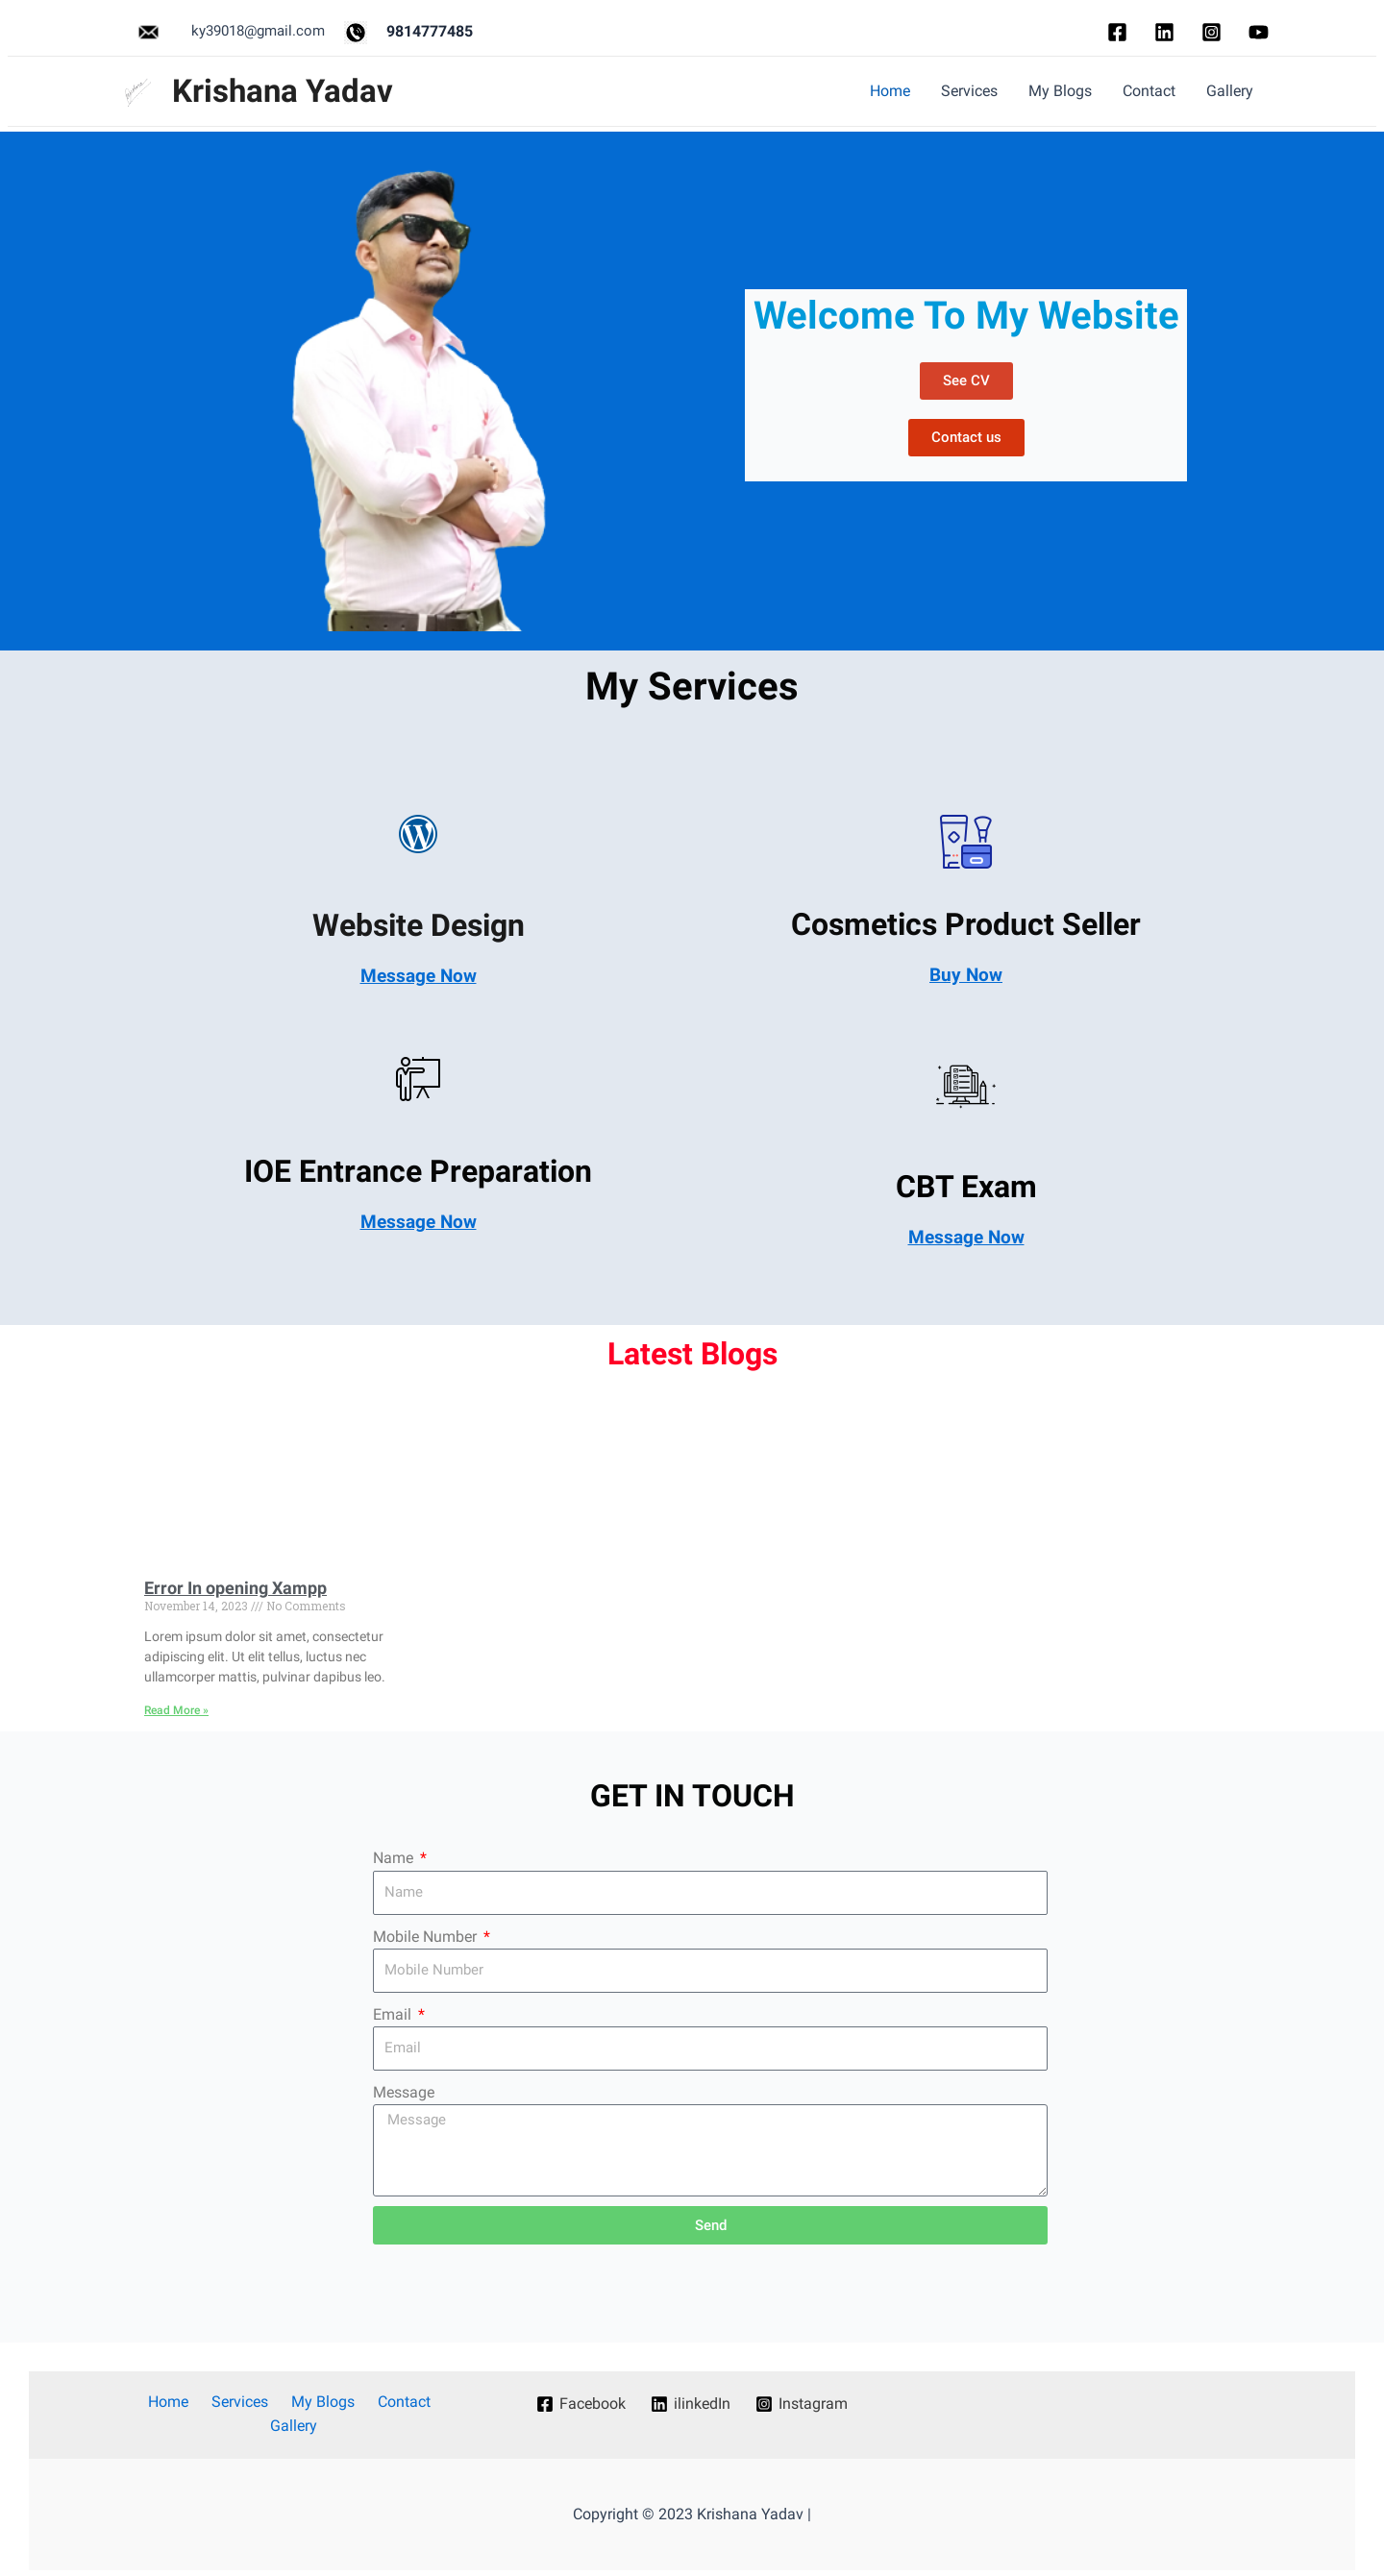 ky39018@gmail.com 9814777485
Krishana Yadav
Home Services My Blogs Contact Gallery
Welcome To My Website
See CV
Contact us
My Services
Website Design
Message Now
Cosmetics Product Seller
Buy Now
IOE Entrance Preparation
Message Now
CBT Exam
Message Now
Latest Blogs
Error In opening Xampp
November 14, 2023 /// No Comments
Lorem ipsum dolor sit amet, consectetur
adipiscing elit. Ut elit tellus, luctus nec
ullamcorper mattis, pulvinar dapibus leo.
Read More »
GET IN TOUCH
Name *
Name
Mobile Number *
Mobile Number
Email *
Email
Message
Message
Send
Home Services My Blogs Contact
Gallery
Facebook ilinkedIn Instagram
Copyright © 2023 Krishana Yadav |